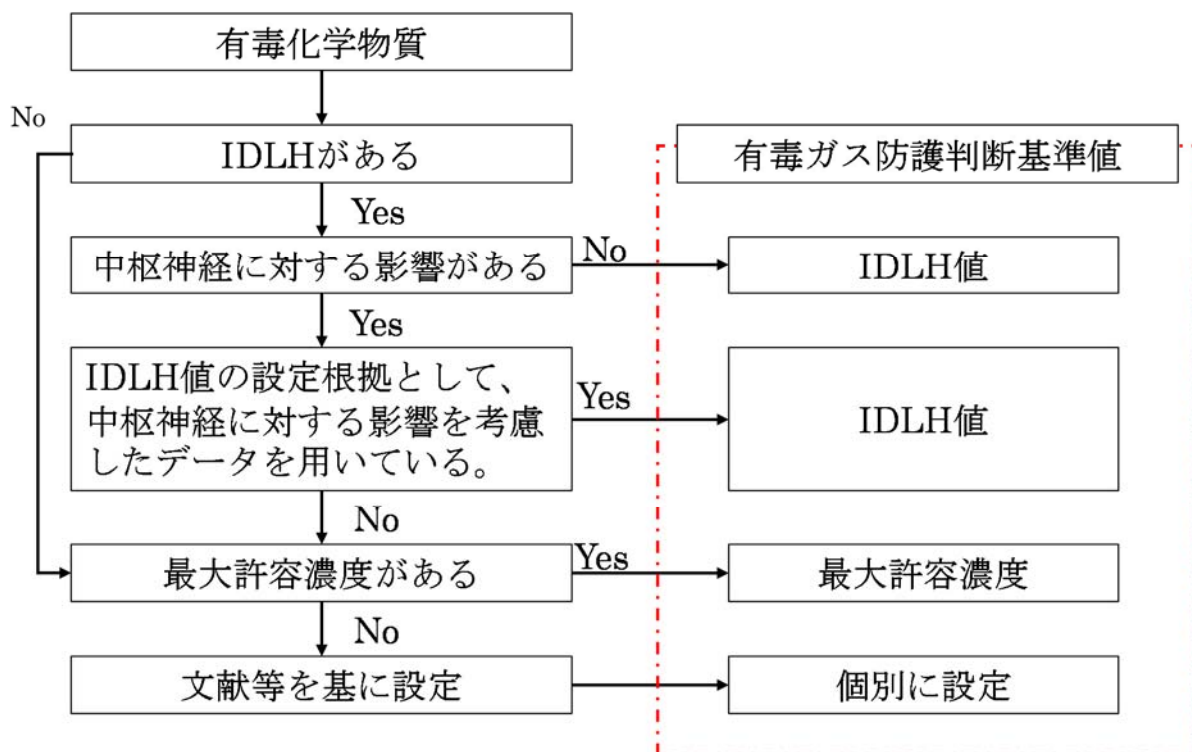 有毒化学物質
No
IDLHがある
有毒ガス防護判断基準値
Yes
中枢神経に対する影響がある
No
IDLH値
Yes
IDLH値の設定根拠として、
中枢神経に対する影響を考慮
したデータを用いている。
Yes
IDLH値
No
最大許容濃度がある
Yes
最大許容濃度
No
文献等を基に設定
個別に設定